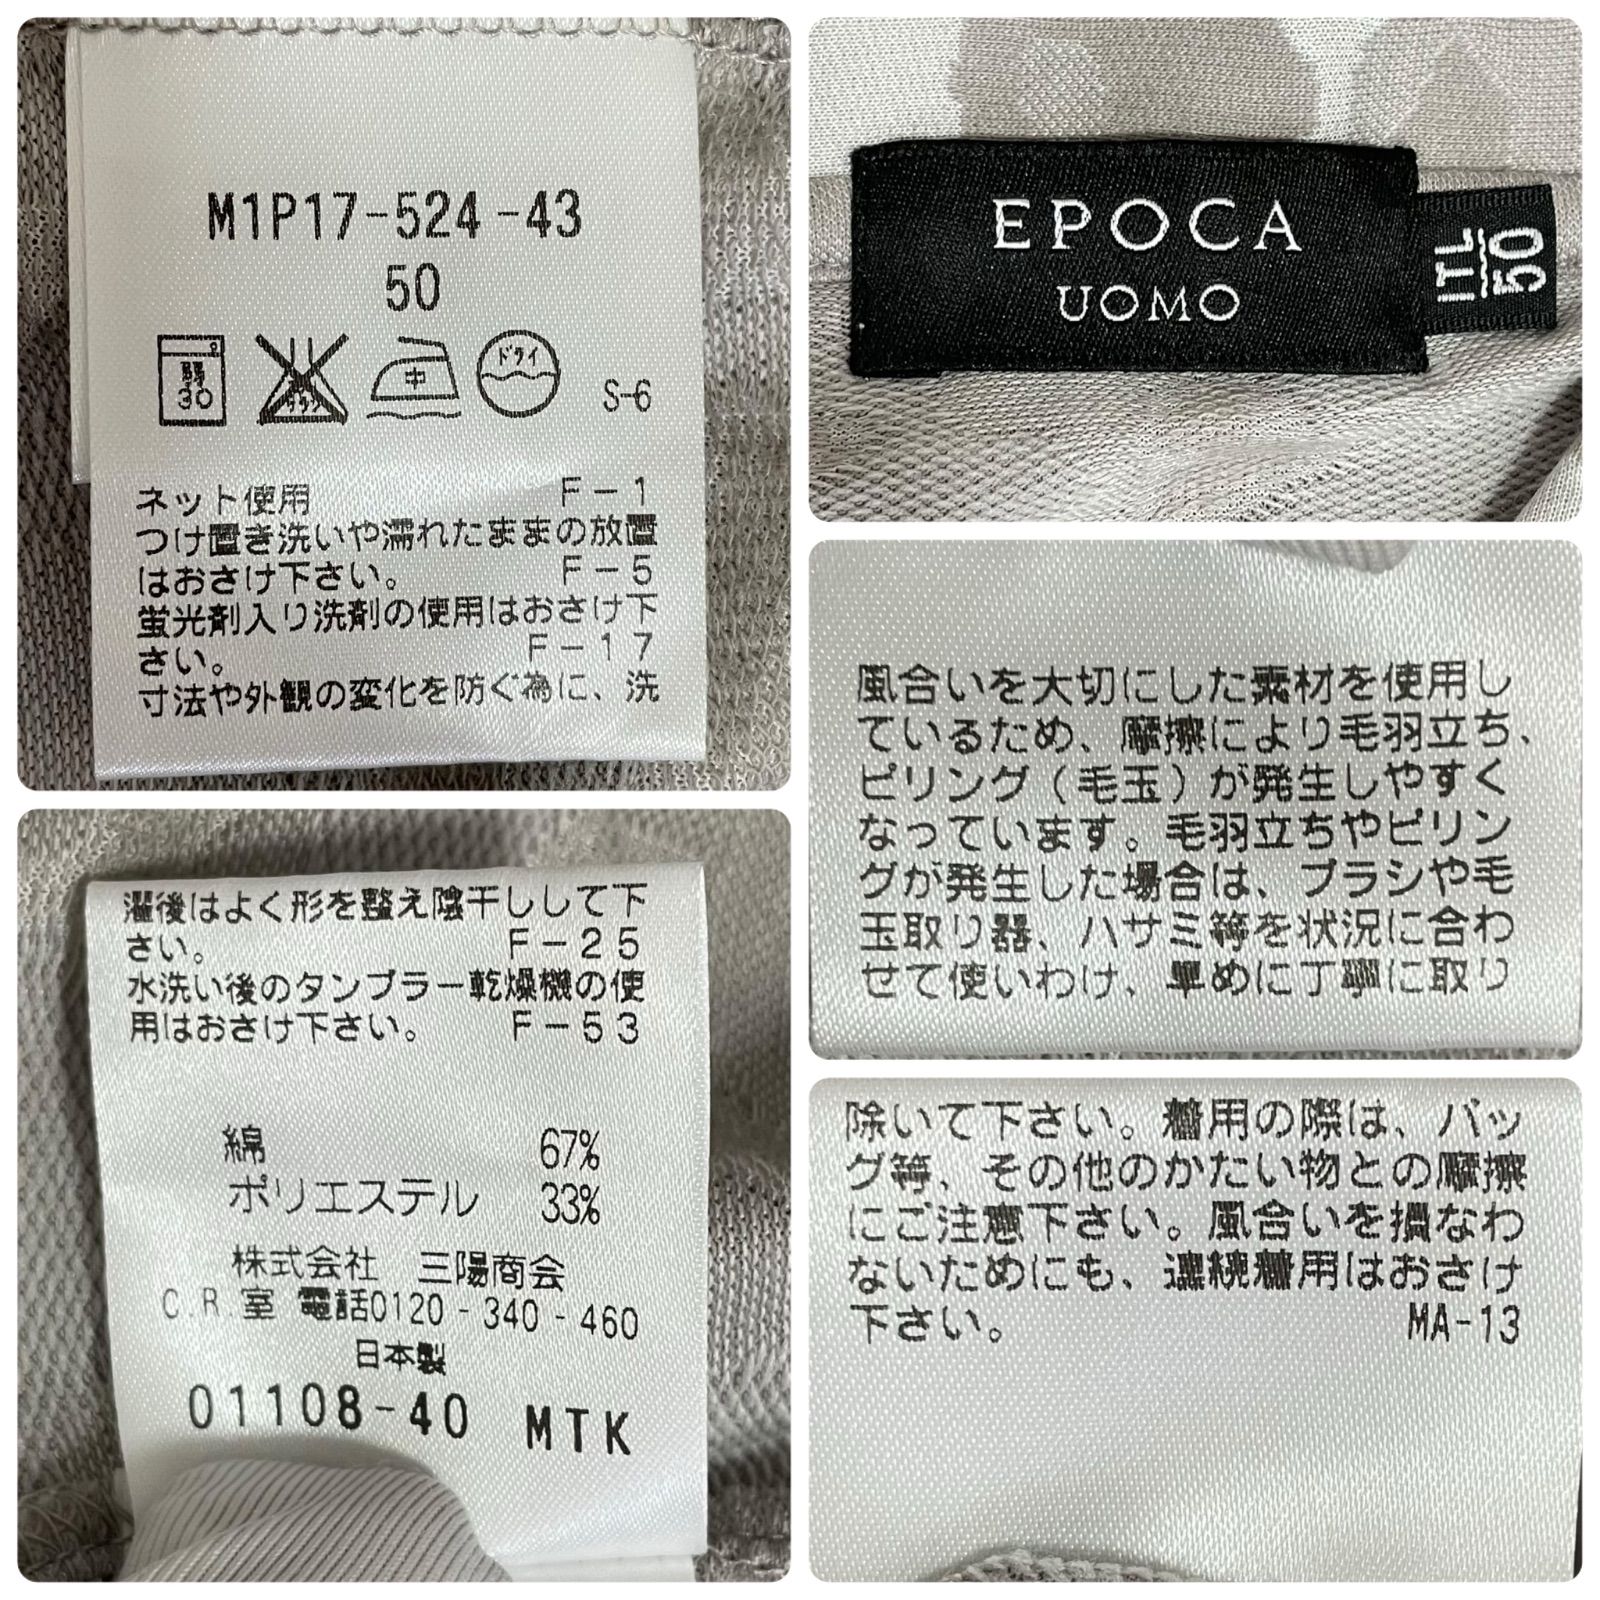 M1P17-524-43
50
弱
30
中
ドライ
S-6
ネット使用 F-1
つけ置き洗いや濡れたままの放置
はおさけ下さい。 F-5
蛍光剤入り洗剤の使用はおさけ下
さい。 F-17
寸法や外観の変化を防ぐ為に、洗
EPOCA
UOMO
ITL
50
風合いを大切にした素材を使用し
ているため、摩擦により毛羽立ち、
ピリング(毛玉)が発生しやすく
なっています。毛羽立ちやピリン
グが発生した場合は、ブラシや毛
玉取り器、ハサミ等を状況に合わ
せて使いわけ、早めに丁寧に取り
濯後はよく形を整え陰干しして下
さい。 F-25
水洗い後のタンブラー乾燥機の使
用はおさけ下さい。 F-53
綿 67%
ポリエステル 33%
株式会社 三陽商会
C.R.室 電話0120-340-460
日本製
01108-40 MTK
除いて下さい。着用の際は、バッ
グ等、その他のかたい物との摩擦
にご注意下さい。風合いを損なわ
ないためにも、連続着用はおさけ
下さい。 MA-13